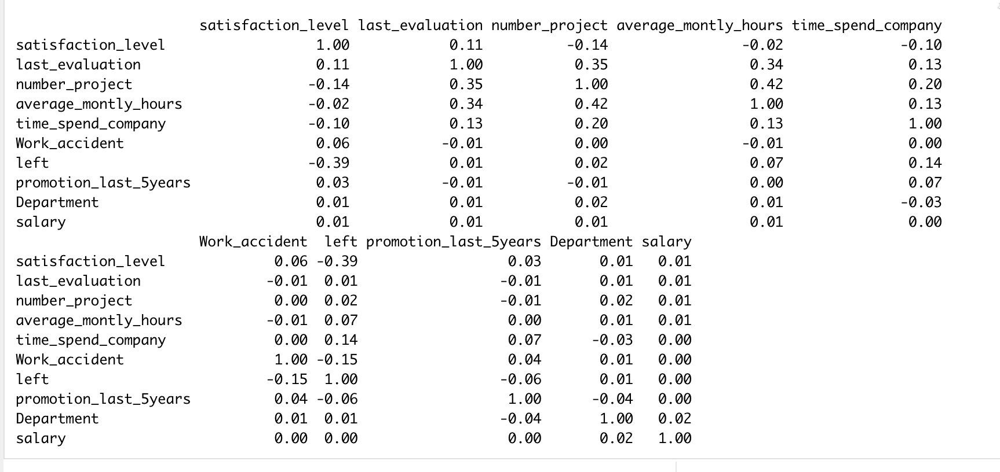 satisfaction_level last_evaluation number_project average_montly_hours time_spend_company
satisfaction_level 1.00 0.11 -0.14 -0.02 -0.10
last_evaluation 0.11 1.00 0.35 0.34 0.13
number_project -0.14 0.35 1.00 0.42 0.20
average_montly_hours -0.02 0.34 0.42 1.00 0.13
time_spend_company -0.10 0.13 0.20 0.13 1.00
Work_accident 0.06 -0.01 0.00 -0.01 0.00
left -0.39 0.01 0.02 0.07 0.14
promotion_last_5years 0.03 -0.01 -0.01 0.00 0.07
Department 0.01 0.01 0.02 0.01 -0.03
salary 0.01 0.01 0.01 0.01 0.00
Work_accident left promotion_last_5years Department salary
satisfaction_level 0.06 -0.39 0.03 0.01 0.01
last_evaluation -0.01 0.01 -0.01 0.01 0.01
number_project 0.00 0.02 -0.01 0.02 0.01
average_montly_hours -0.01 0.07 0.00 0.01 0.01
time_spend_company 0.00 0.14 0.07 -0.03 0.00
Work_accident 1.00 -0.15 0.04 0.01 0.00
left -0.15 1.00 -0.06 0.01 0.00
promotion_last_5years 0.04 -0.06 1.00 -0.04 0.00
Department 0.01 0.01 -0.04 1.00 0.02
salary 0.00 0.00 0.00 0.02 1.00